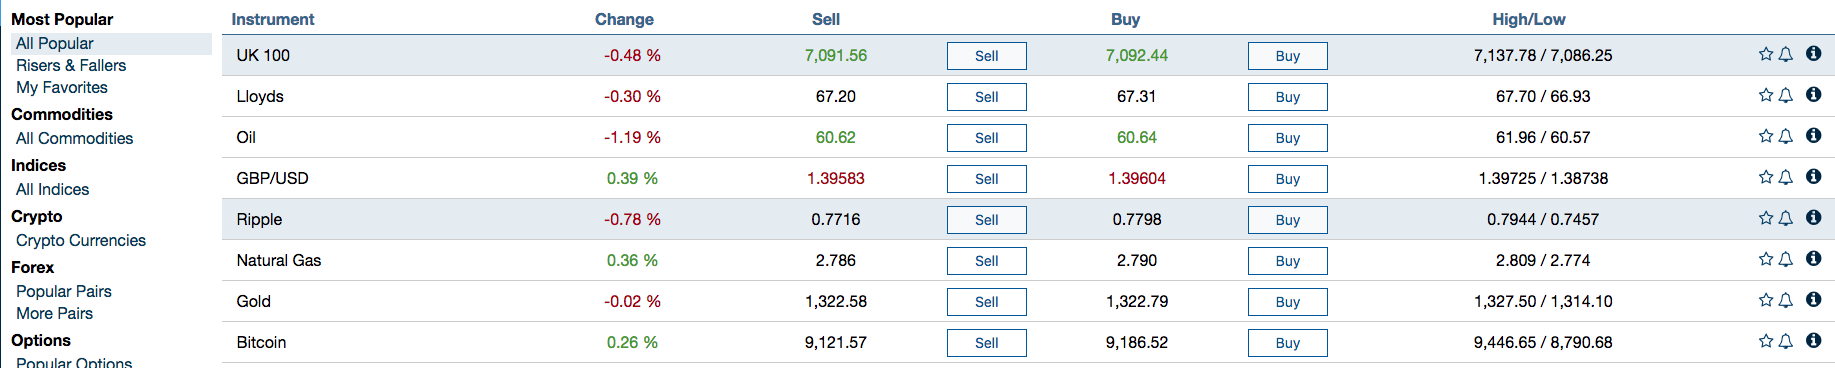 Most Popular
All Popular
Risers & Fallers
My Favorites
Commodities
All Commodities
Indices
All Indices
Crypto
Crypto Currencies
Forex
Popular Pairs
More Pairs
Options
Popular Options
Instrument Change Sell Buy High/Low
UK 100 -0.48 % 7,091.56 Sell 7,092.44 Buy 7,137.78 / 7,086.25
Lloyds -0.30 % 67.20 Sell 67.31 Buy 67.70 / 66.93
Oil -1.19 % 60.62 Sell 60.64 Buy 61.96 / 60.57
GBP/USD 0.39 % 1.39583 Sell 1.39604 Buy 1.39725 / 1.38738
Ripple -0.78 % 0.7716 Sell 0.7798 Buy 0.7944 / 0.7457
Natural Gas 0.36 % 2.786 Sell 2.790 Buy 2.809 / 2.774
Gold -0.02 % 1,322.58 Sell 1,322.79 Buy 1,327.50 / 1,314.10
Bitcoin 0.26 % 9,121.57 Sell 9,186.52 Buy 9,446.65 / 8,790.68